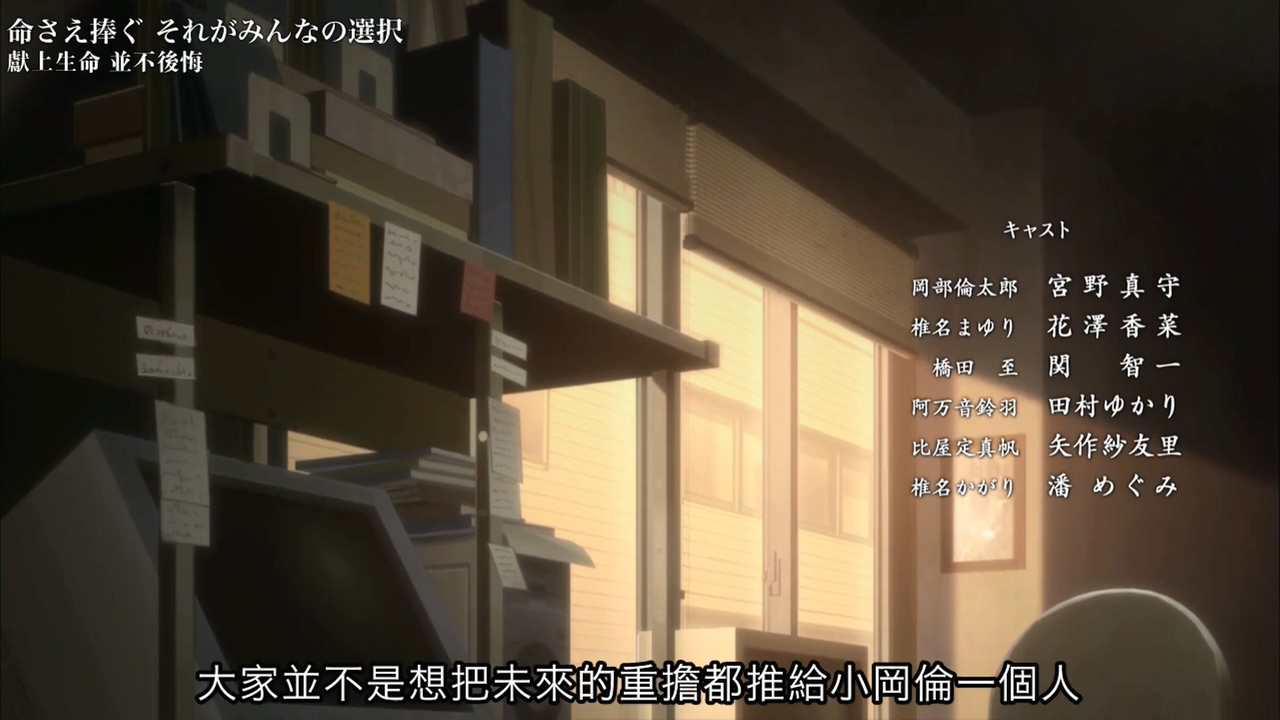 命さえ捧ぐ それがみんなの選択
獻上生命 並不後悔
キャスト
岡部倫太郎 宮野真守
椎名まゆり 花澤香菜
橋田 至 関 智一
阿万音鈴羽 田村ゆかり
比屋定真帆 矢作紗友里
椎名かがり 潘 めぐみ
大家並不是想把未來的重擔都推給小岡倫一個人